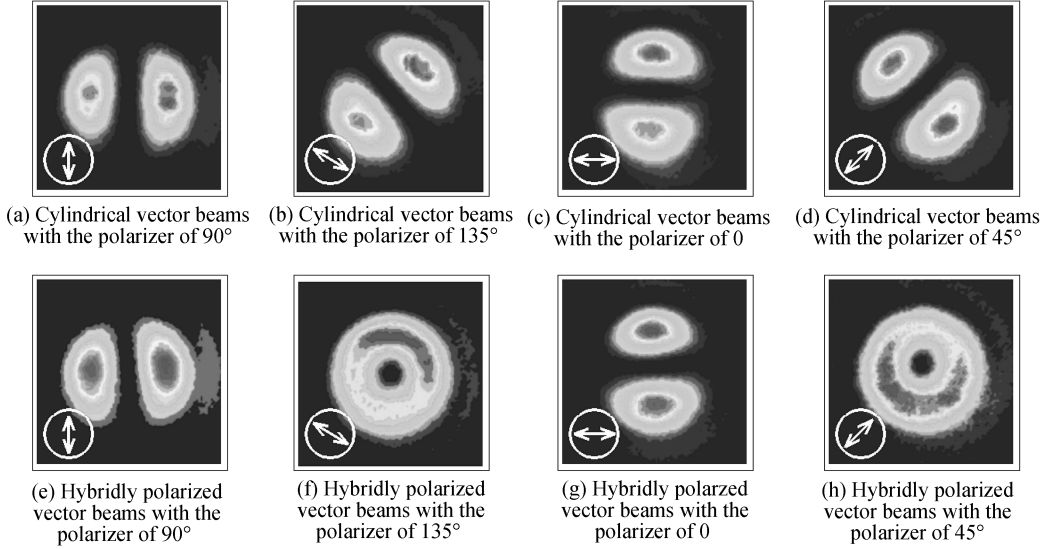 (a) Cylindrical vector beams
with the polarizer of 90°
(b) Cylindrical vector beams
with the polarizer of 135°
(c) Cylindrical vector beams
with the polarizer of 0
(d) Cylindrical vector beams
with the polarizer of 45°
(e) Hybridly polarized
vector beams with the
polarizer of 90°
(f) Hybridly polarized
vector beams with the
polarizer of 135°
(g) Hybridly polarzed
vector beams with the
polarizer of 0
(h) Hybridly polarized
vector beams with the
polarizer of 45°